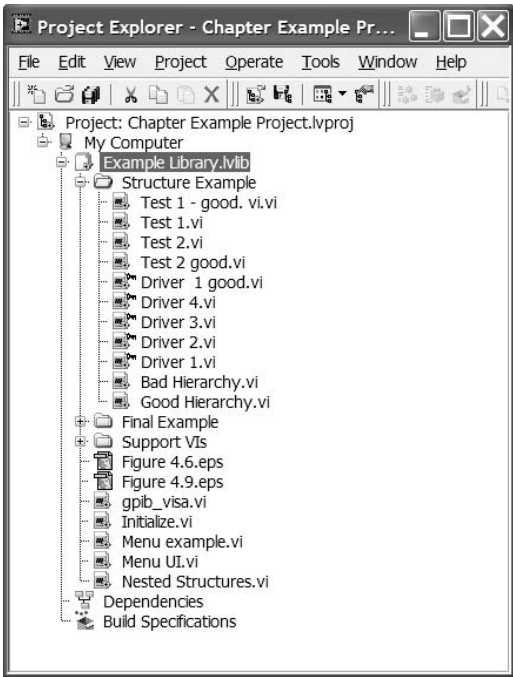 Project Explorer - Chapter Example Pr...
File Edit View Project Operate Tools Window Help
Project: Chapter Example Project.lvproj
My Computer
Example Library.lvlib
Structure Example
Test 1 - good. vi.vi
Test 1.vi
Test 2.vi
Test 2 good.vi
Driver  1 good.vi
Driver 4.vi
Driver 3.vi
Driver 2.vi
Driver 1.vi
Bad Hierarchy.vi
Good Hierarchy.vi
Final Example
Support VIs
Figure 4.6.eps
Figure 4.9.eps
gpib_visa.vi
Initialize.vi
Menu example.vi
Menu UI.vi
Nested Structures.vi
Dependencies
Build Specifications